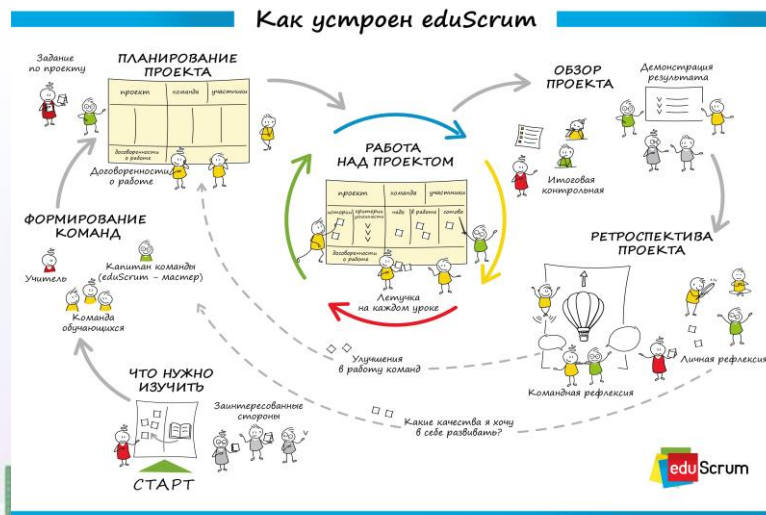 Как устроен eduScrum
Задание
по проекту
ПЛАНИРОВАНИЕ
ПРОЕКТА
проект
команда
участники
договоренности
о работе
Договоренности
о работе
ФОРМИРОВАНИЕ
КОМАНД
Учитель
Капитан команды
(eduScrum - мастер)
Команда
обучающихся
ЧТО НУЖНО
ИЗУЧИТЬ
Заинтересованные
стороны
СТАРТ
РАБОТА
НАД ПРОЕКТОМ
проект
команда
участники
истории
критерии
успешности
надо
в работе
готово
договоренности
о работе
Летучка
на каждом уроке
Улучшения
в работу команд
Какие качества я хочу
в себе развивать?
ОБЗОР
ПРОЕКТА
Демонстрация
результата
Итоговая
контрольная
РЕТРОСПЕКТИВА
ПРОЕКТА
Командная рефлексия
Личная рефлексия
eduScrum